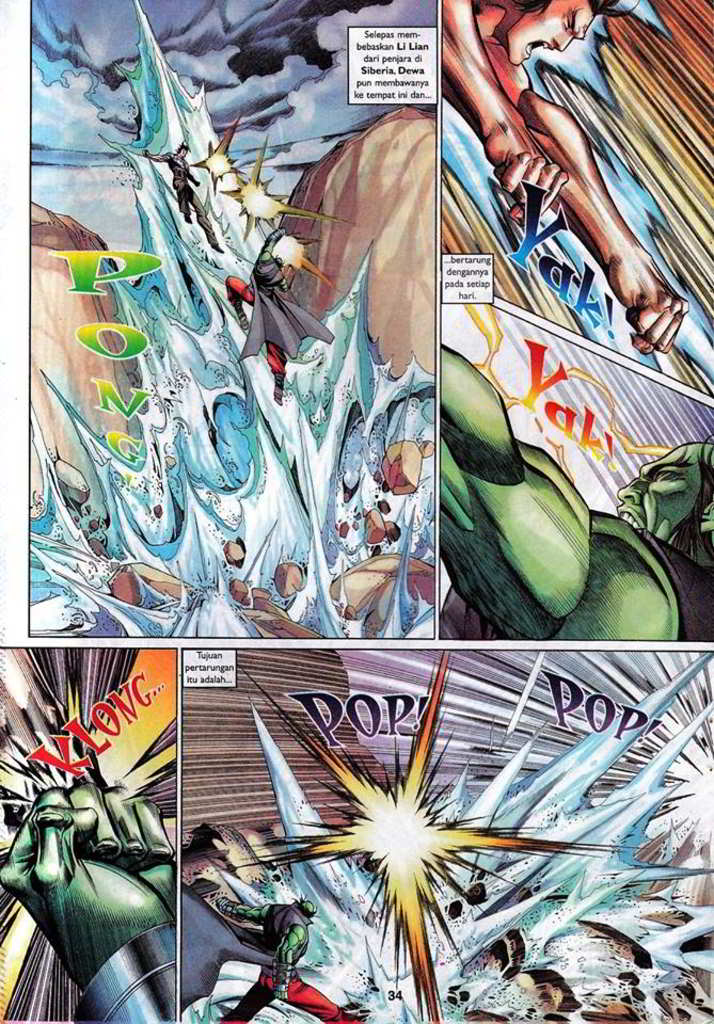 Selepas mem-
bebaskan Li Lian
dari penjara di
Siberia, Dewa
pun membawanya
ke tempat ini dan...
PONG!
Yak!
...bertarung
dengannya
pada setiap
hari.
Yak!
KLONG...
Tujuan
pertarungan
itu adalah...
POP!
POP!
34